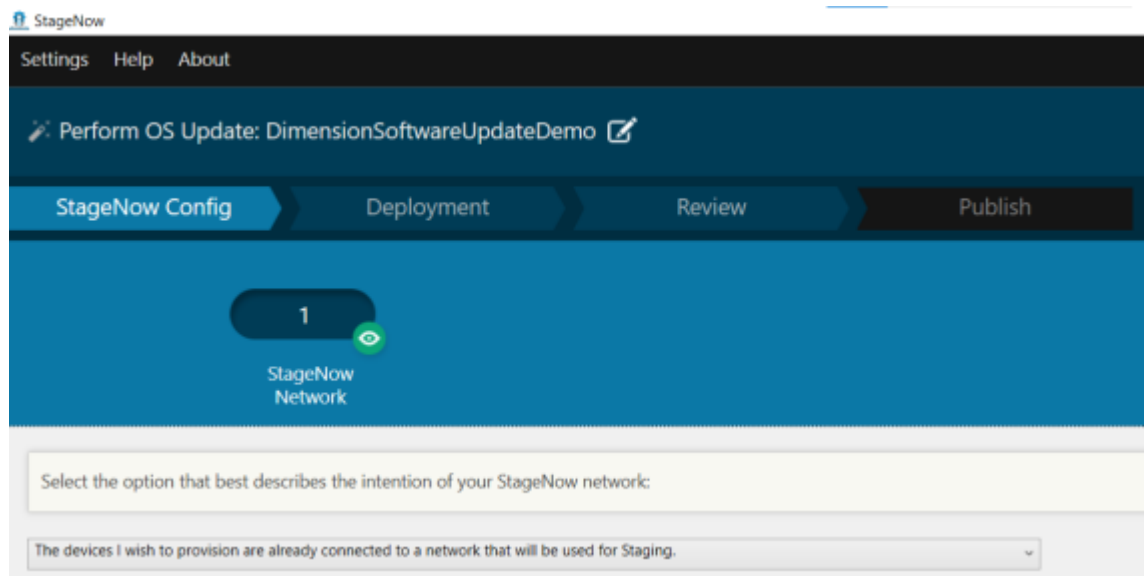 StageNow
Settings Help About
Perform OS Update: DimensionSoftwareUpdateDemo
StageNow Config Deployment Review Publish
1
StageNow
Network
Select the option that best describes the intention of your StageNow network:
The devices I wish to provision are already connected to a network that will be used for Staging.